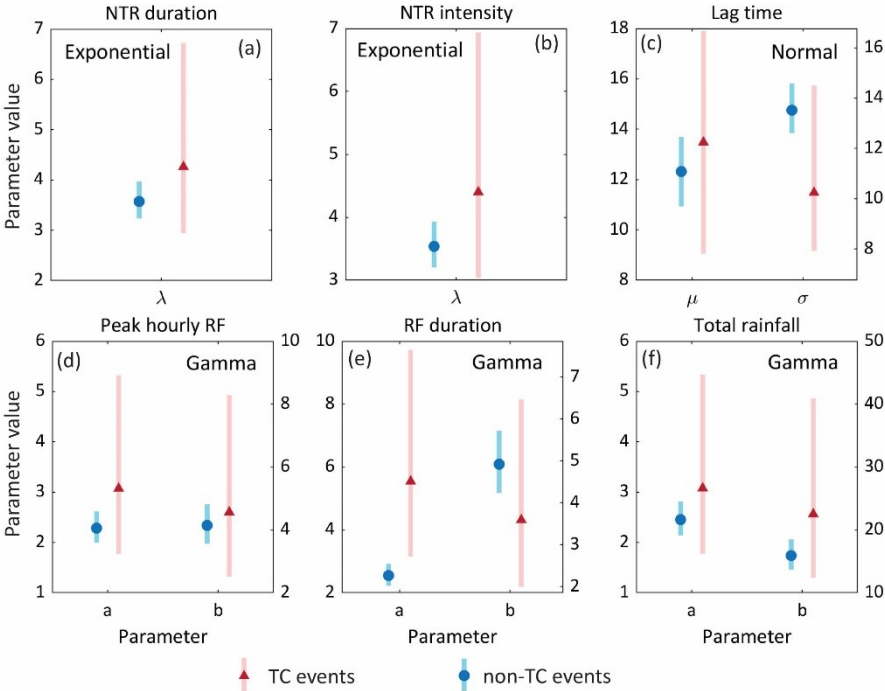 NTR duration
NTR intensity
Lag time
7
6
5
4
3
2
Parameter value
Exponential
(a)
λ
7
6
5
4
3
Exponential
(b)
λ
18
16
14
12
10
8
(c)
Normal
16
14
12
10
8
μ
σ
Peak hourly RF
RF duration
Total rainfall
6
5
4
3
2
1
Parameter value
(d)
Gamma
10
8
6
4
2
a
b
Parameter
10
8
6
4
2
(e)
Gamma
7
6
5
4
3
2
a
b
Parameter
6
5
4
3
2
1
(f)
Gamma
50
40
30
20
10
a
b
Parameter
TC events
non-TC events